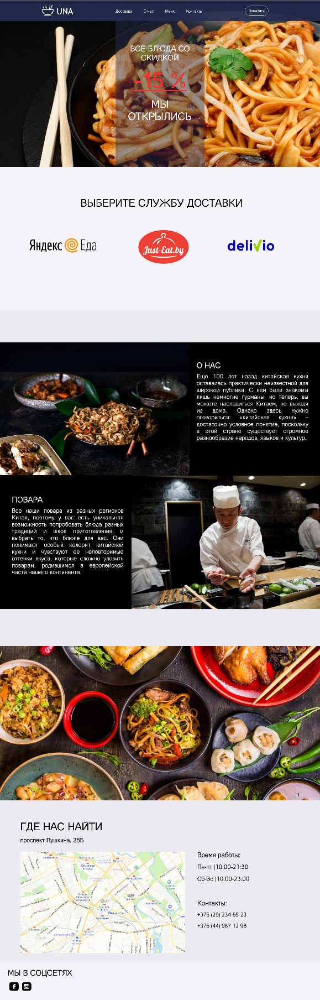 UNA
Доставка О нас Меню Контакты
Заказать
ВСЕ БЛЮДА СО
СКИДКОЙ
-15 %
МЫ
ОТКРЫЛИСЬ
ВЫБЕРИТЕ СЛУЖБУ ДОСТАВКИ
Яндекс Еда
Just-Eat.by
delivio
О НАС
Еще 100 лет назад китайская кухня
оставалась практически неизвестной для
широкой публики. С ней были знакомы
лишь немногие гурманы, но теперь, вы
можете насладиться Китаем, не выходя
из дома. Однако здесь нужно
оговориться: «китайская кухня» –
достаточно условное понятие, поскольку
в этой стране существует огромное
разнообразие народов, языков и культур.
ПОВАРА
Все наши повара из разных регионов
Китая, поэтому у вас есть уникальная
возможность попробовать блюда разных
традиций и школ приготовления, и
выбрать то, что ближе для вас. Они
понимают особый колорит китайской
кухни и чувствуют ее неповторимые
оттенки вкуса, которые сложно уловить
поварам, родившимся в европейской
части нашего континента.
ГДЕ НАС НАЙТИ
проспект Пушкина, 28Б
Время работы:
Пн-пт |10:00-21:30
Сб-Вс |10:00-23:00
Контакты:
+375 (29) 234 65 23
+375 (44) 987 12 98
МЫ В СОЦСЕТЯХ